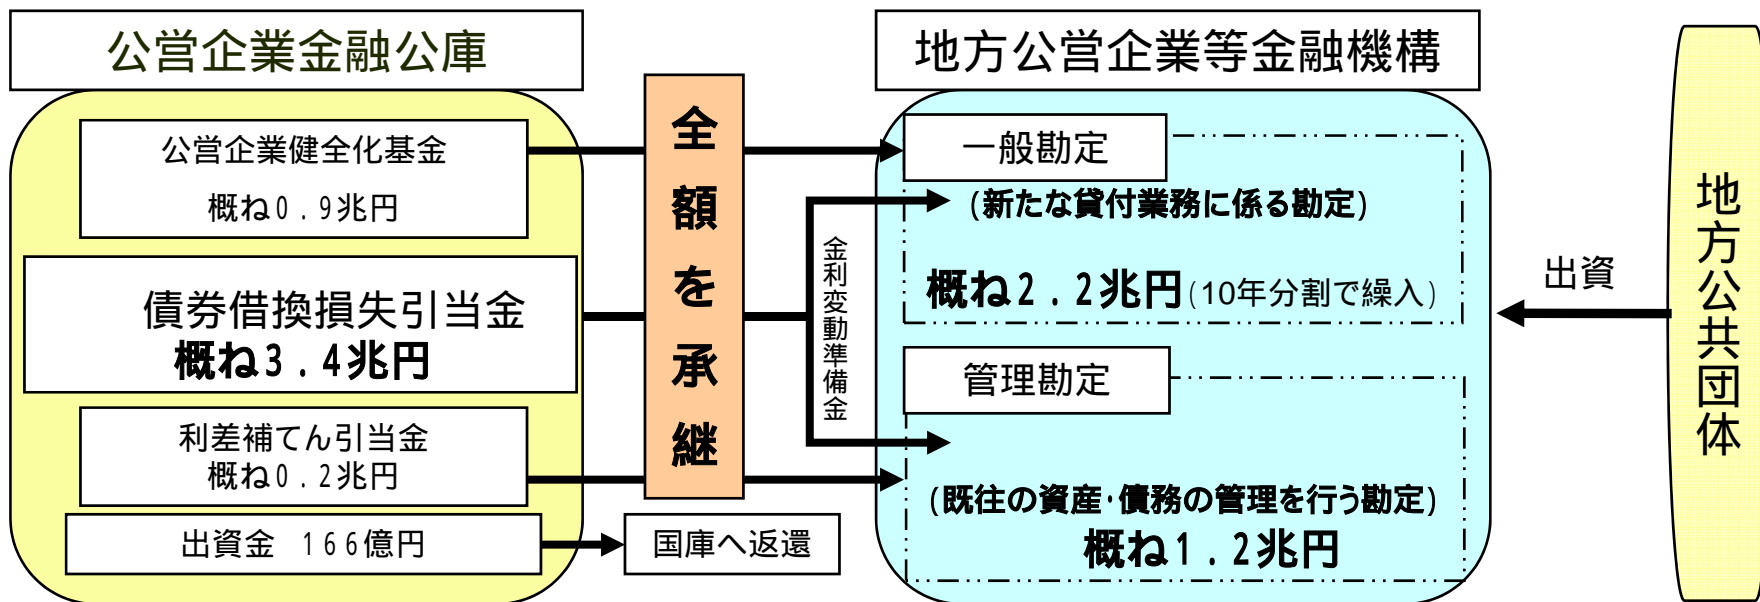 公営企業金融公庫
公営企業健全化基金
概ね0.9兆円
債券借換損失引当金
概ね3.4兆円
利差補てん引当金
概ね0.2兆円
出資金 166億円
国庫へ返還
全額を承継
金利変動準備金
地方公営企業等金融機構
一般勘定
(新たな貸付業務に係る勘定)
概ね2.2兆円(10年分割で繰入)
管理勘定
(既往の資産・債務の管理を行う勘定)
概ね1.2兆円
出資
地方公共団体